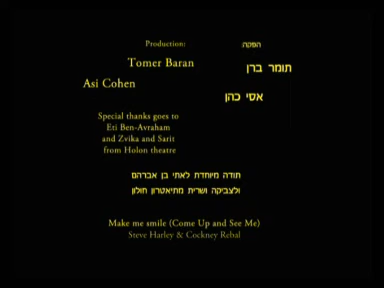 Production:
הפקה:
Tomer Baran
תומר ברן
Asi Cohen
אסי כהן
Special thanks goes to
Eti Ben-Avraham
and Zvika and Sarit
from Holon theatre
תודה מיוחדת לאתי בן אברהם
ולצביקה ושרית מתיאטרון חולון
Make me smile (Come Up and See Me)
Steve Harley & Cockney Rebal